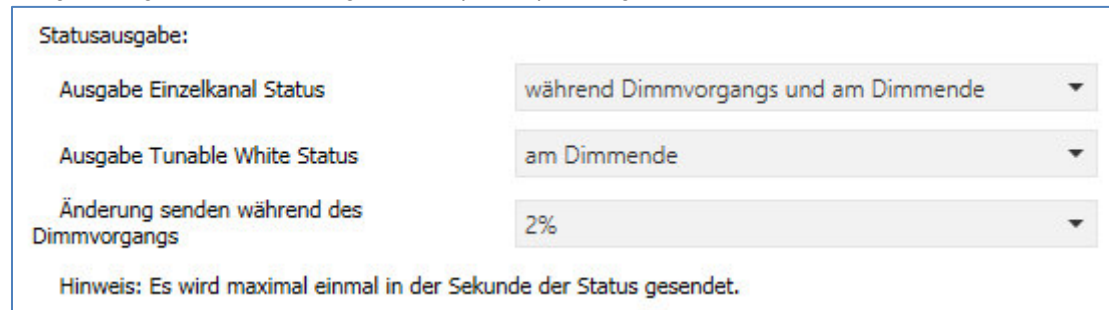 Statusausgabe:
Ausgabe Einzelkanal Status
während Dimmvorgangs und am Dimmende
Ausgabe Tunable White Status
am Dimmende
Änderung senden während des
Dimmvorgangs
2%
Hinweis: Es wird maximal einmal in der Sekunde der Status gesendet.